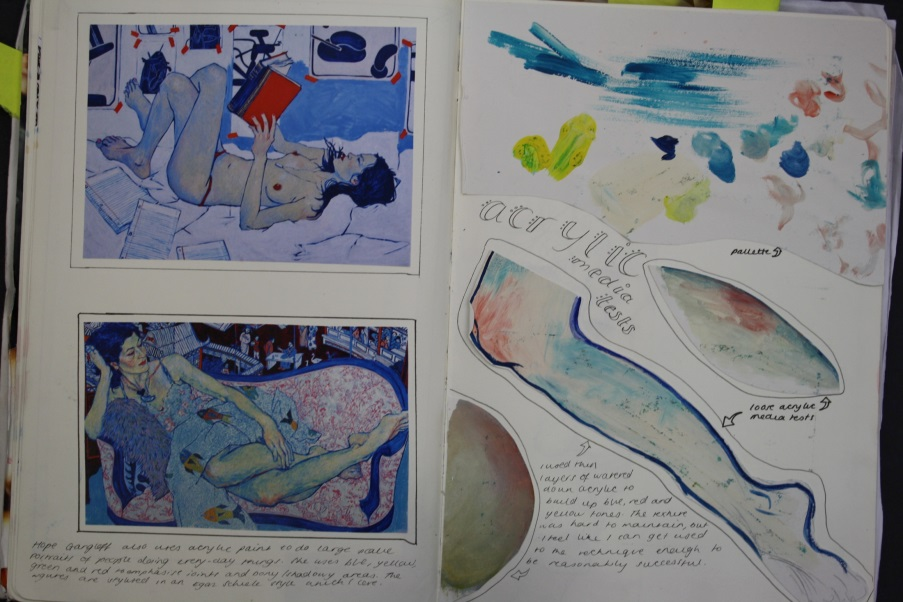 Hope Gangloff also uses acrylic paint to do large scale
portraits of people doing every-day things. She uses blue, yellow,
green and red to emphasise joints and bony/shadowy areas. The
figures are stylised in an egon schiele style which I love.
acrylic
media
tests
pallette
loose acrylic
media tests
I used thin
layers of watered
down acrylic to
build up blue, red and
yellow tones. The texture
was hard to maintain, but
I feel like I can get used
to the technique enough to
be reasonably successful.